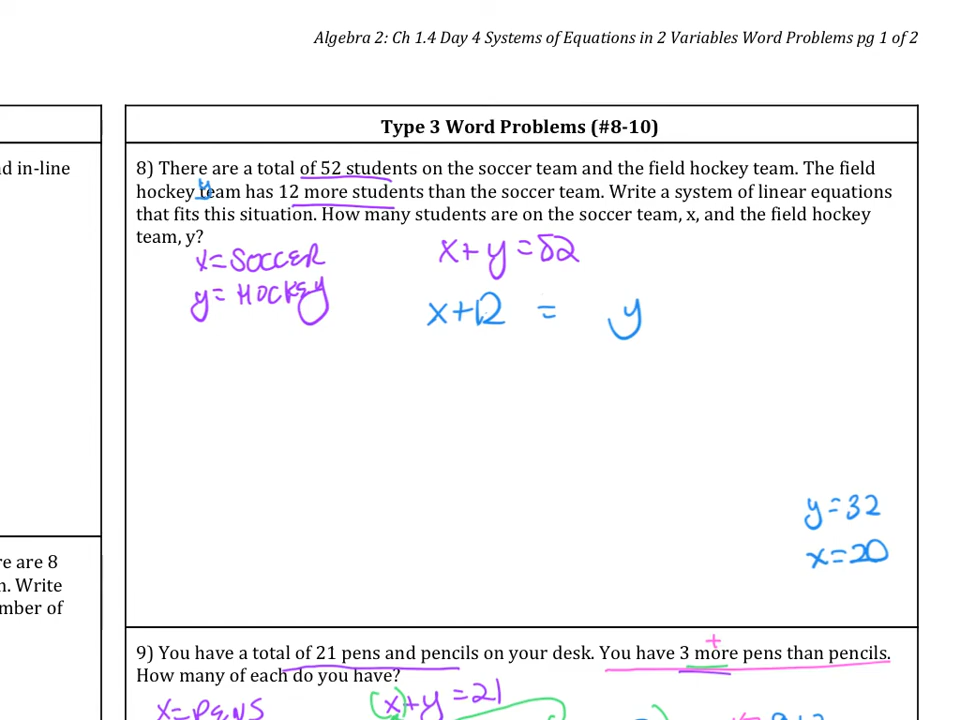 Algebra 2: Ch 1.4 Day 4 Systems of Equations in 2 Variables Word Problems pg 1 of 2
Type 3 Word Problems (#8-10)
d in-line
8) There are a total of 52 students on the soccer team and the field hockey team. The field
y
hockey team has 12 more students than the soccer team. Write a system of linear equations
that fits this situation. How many students are on the soccer team, x, and the field hockey
team, y?
x=SOCCER
x+y=52
y=HOCKEY
x+12 = y
y=32
x=20
re are 8
n. Write
mber of
+
9) You have a total of 21 pens and pencils on your desk. You have 3 more pens than pencils.
How many of each do you have?
x=PENS
(x)+y=21